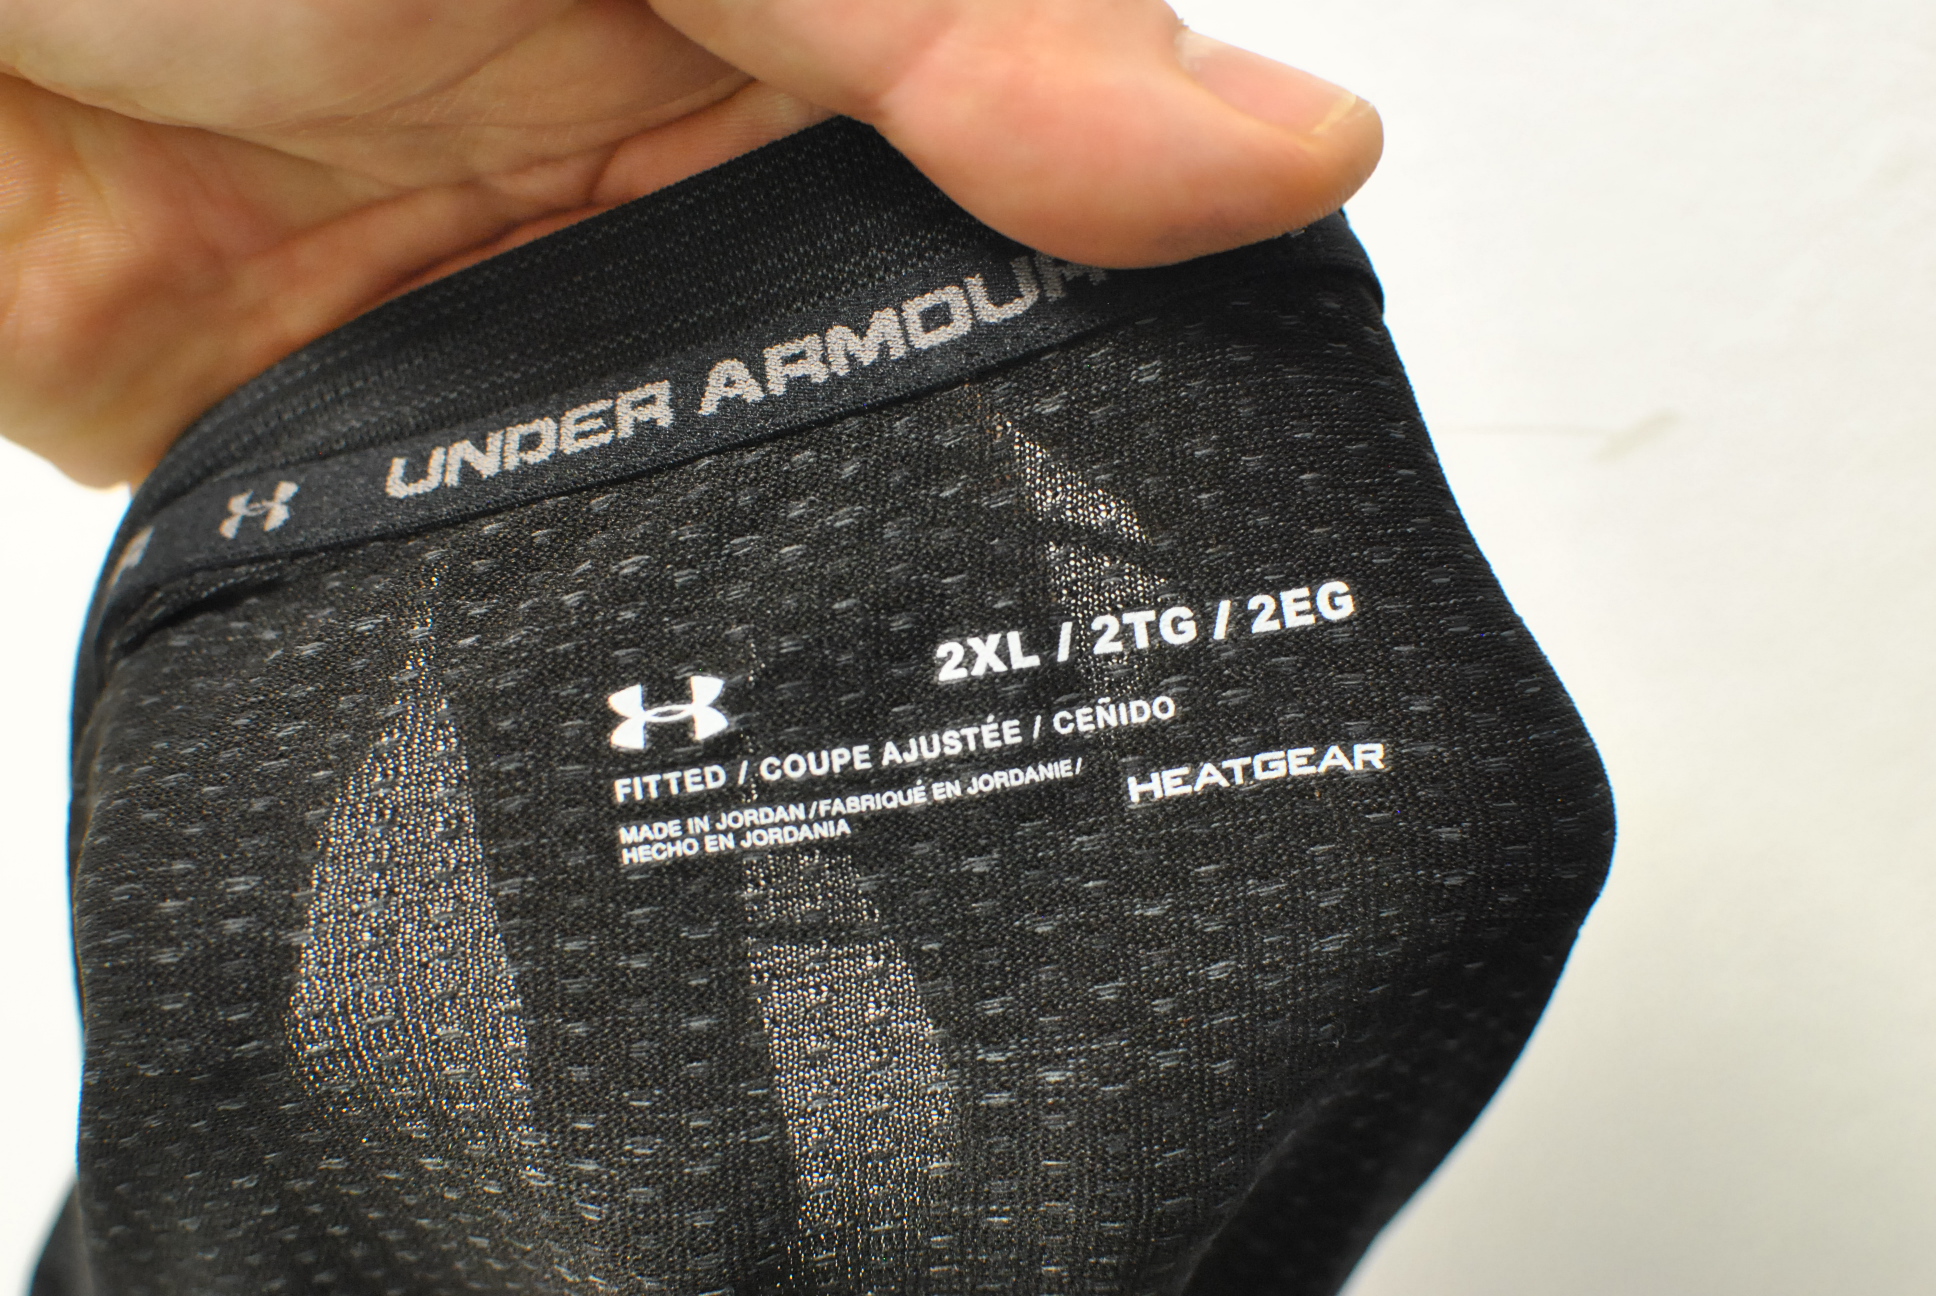 UNDER ARMOUR
2XL / 2TG / 2EG
FITTED / COUPE AJUSTÉE / CEÑIDO
HEATGEAR
MADE IN JORDAN / FABRIQUÉ EN JORDANIE /
HECHO EN JORDANIA